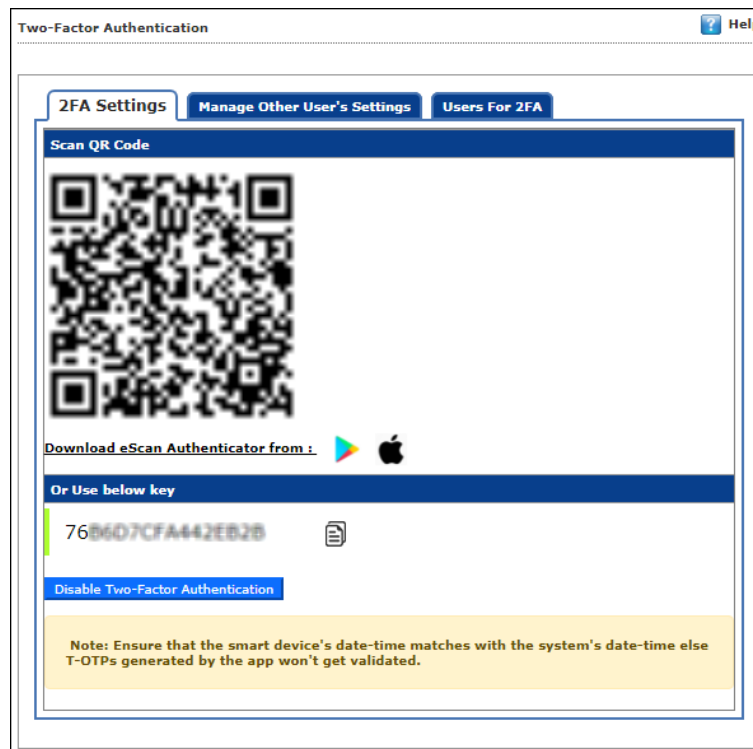 Two-Factor Authentication
? Hel
2FA Settings
Manage Other User's Settings
Users For 2FA
Scan QR Code
Download eScan Authenticator from :
Or Use below key
76
Disable Two-Factor Authentication
Note: Ensure that the smart device's date-time matches with the system's date-time else
T-OTPs generated by the app won't get validated.